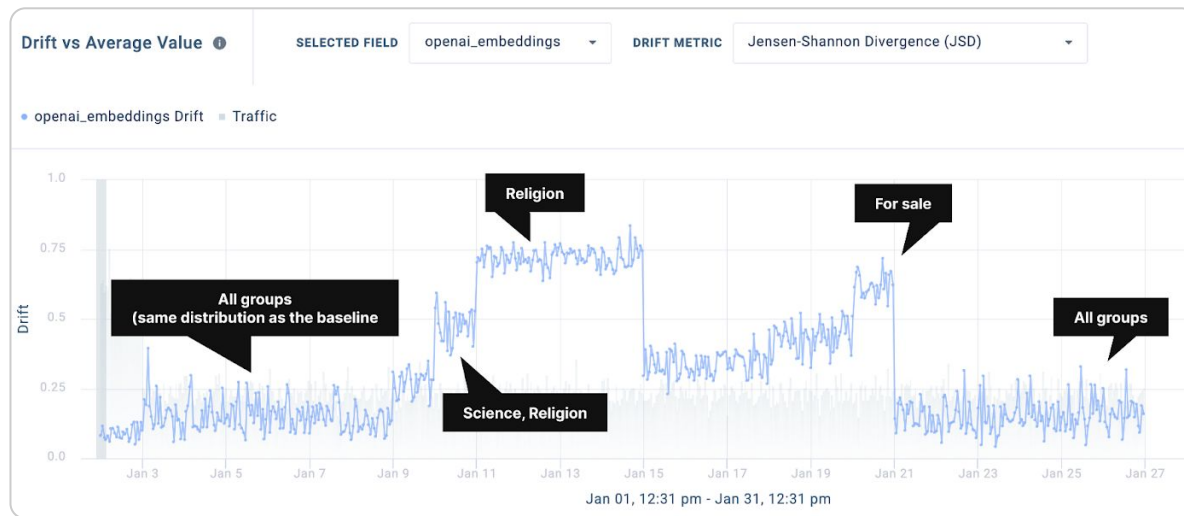 Drift vs Average Value
SELECTED FIELD
openai_embeddings
DRIFT METRIC
Jensen-Shannon Divergence (JSD)
openai_embeddings Drift
Traffic
1.0
0.75
0.5
0.25
0.0
Drift
Religion
For sale
All groups
(same distribution as the baseline
All groups
Science, Religion
Jan 3
Jan 5
Jan 7
Jan 9
Jan 11
Jan 13
Jan 15
Jan 17
Jan 19
Jan 21
Jan 23
Jan 25
Jan 27
Jan 01, 12:31 pm - Jan 31, 12:31 pm